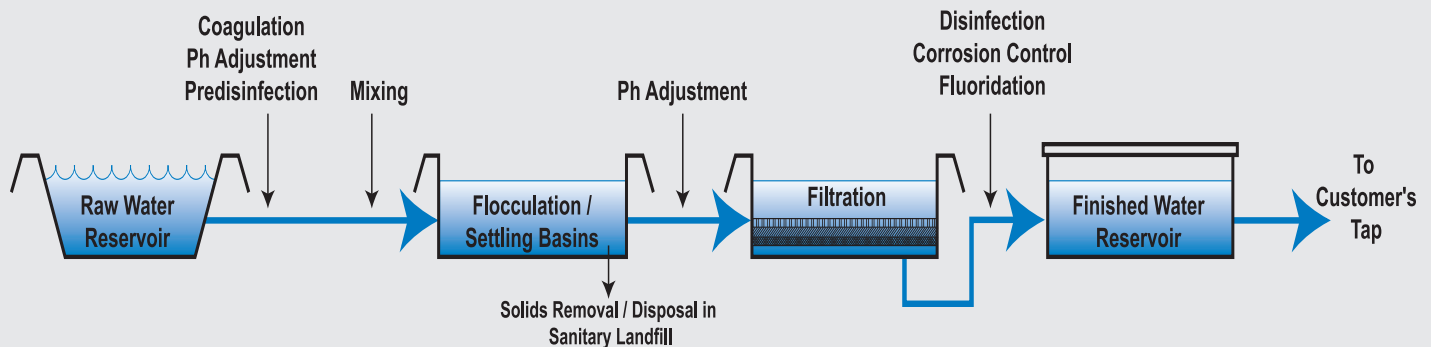 Coagulation
Ph Adjustment
Predisinfection
Mixing
Ph Adjustment
Disinfection
Corrosion Control
Fluoridation
Raw Water
Reservoir
Flocculation /
Settling Basins
Solids Removal / Disposal in
Sanitary Landfill
Filtration
Finished Water
Reservoir
To
Customer's
Tap